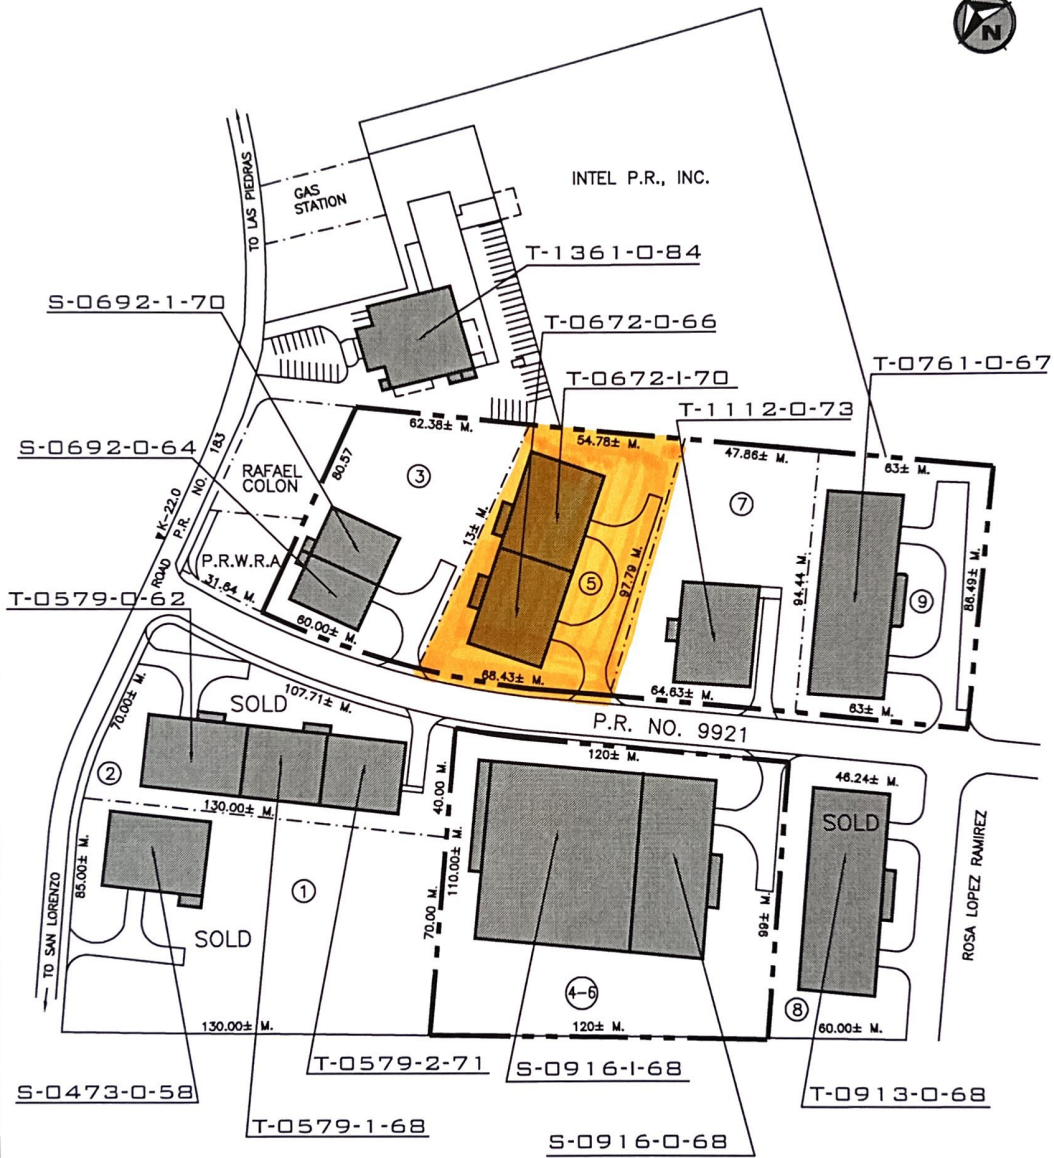 N
INTEL P.R., INC.
GAS
STATION
TO LAS PIEDRAS
T-1361-0-84
S-0692-1-70
T-0672-0-66
T-0672-1-70
T-0761-0-67
T-1112-0-73
62.38± M.
54.78± M.
47.86± M.
63± M.
S-0692-0-64
80.57
RAFAEL
COLON
3
7
K-22.0
ROAD P.R. NO. 183
13± M.
P.R.W.R.A
31.64± M.
5
97.79 M.
94.44 M.
9
86.49± M.
T-0579-0-62
60.00± M.
68.43± M.
64.63± M.
63± M.
70.00± M.
SOLD
107.71± M.
P.R. NO. 9921
120± M.
46.24± M.
2
130.00± M.
40.00 M.
110.00± M.
SOLD
85.00± M.
1
70.00 M.
99± M.
ROSA LOPEZ RAMIREZ
TO SAN LORENZO
SOLD
4-6
8
130.00± M.
120± M.
60.00± M.
T-0579-2-71
S-0916-1-68
S-0473-0-58
T-0913-0-68
T-0579-1-68
S-0916-0-68